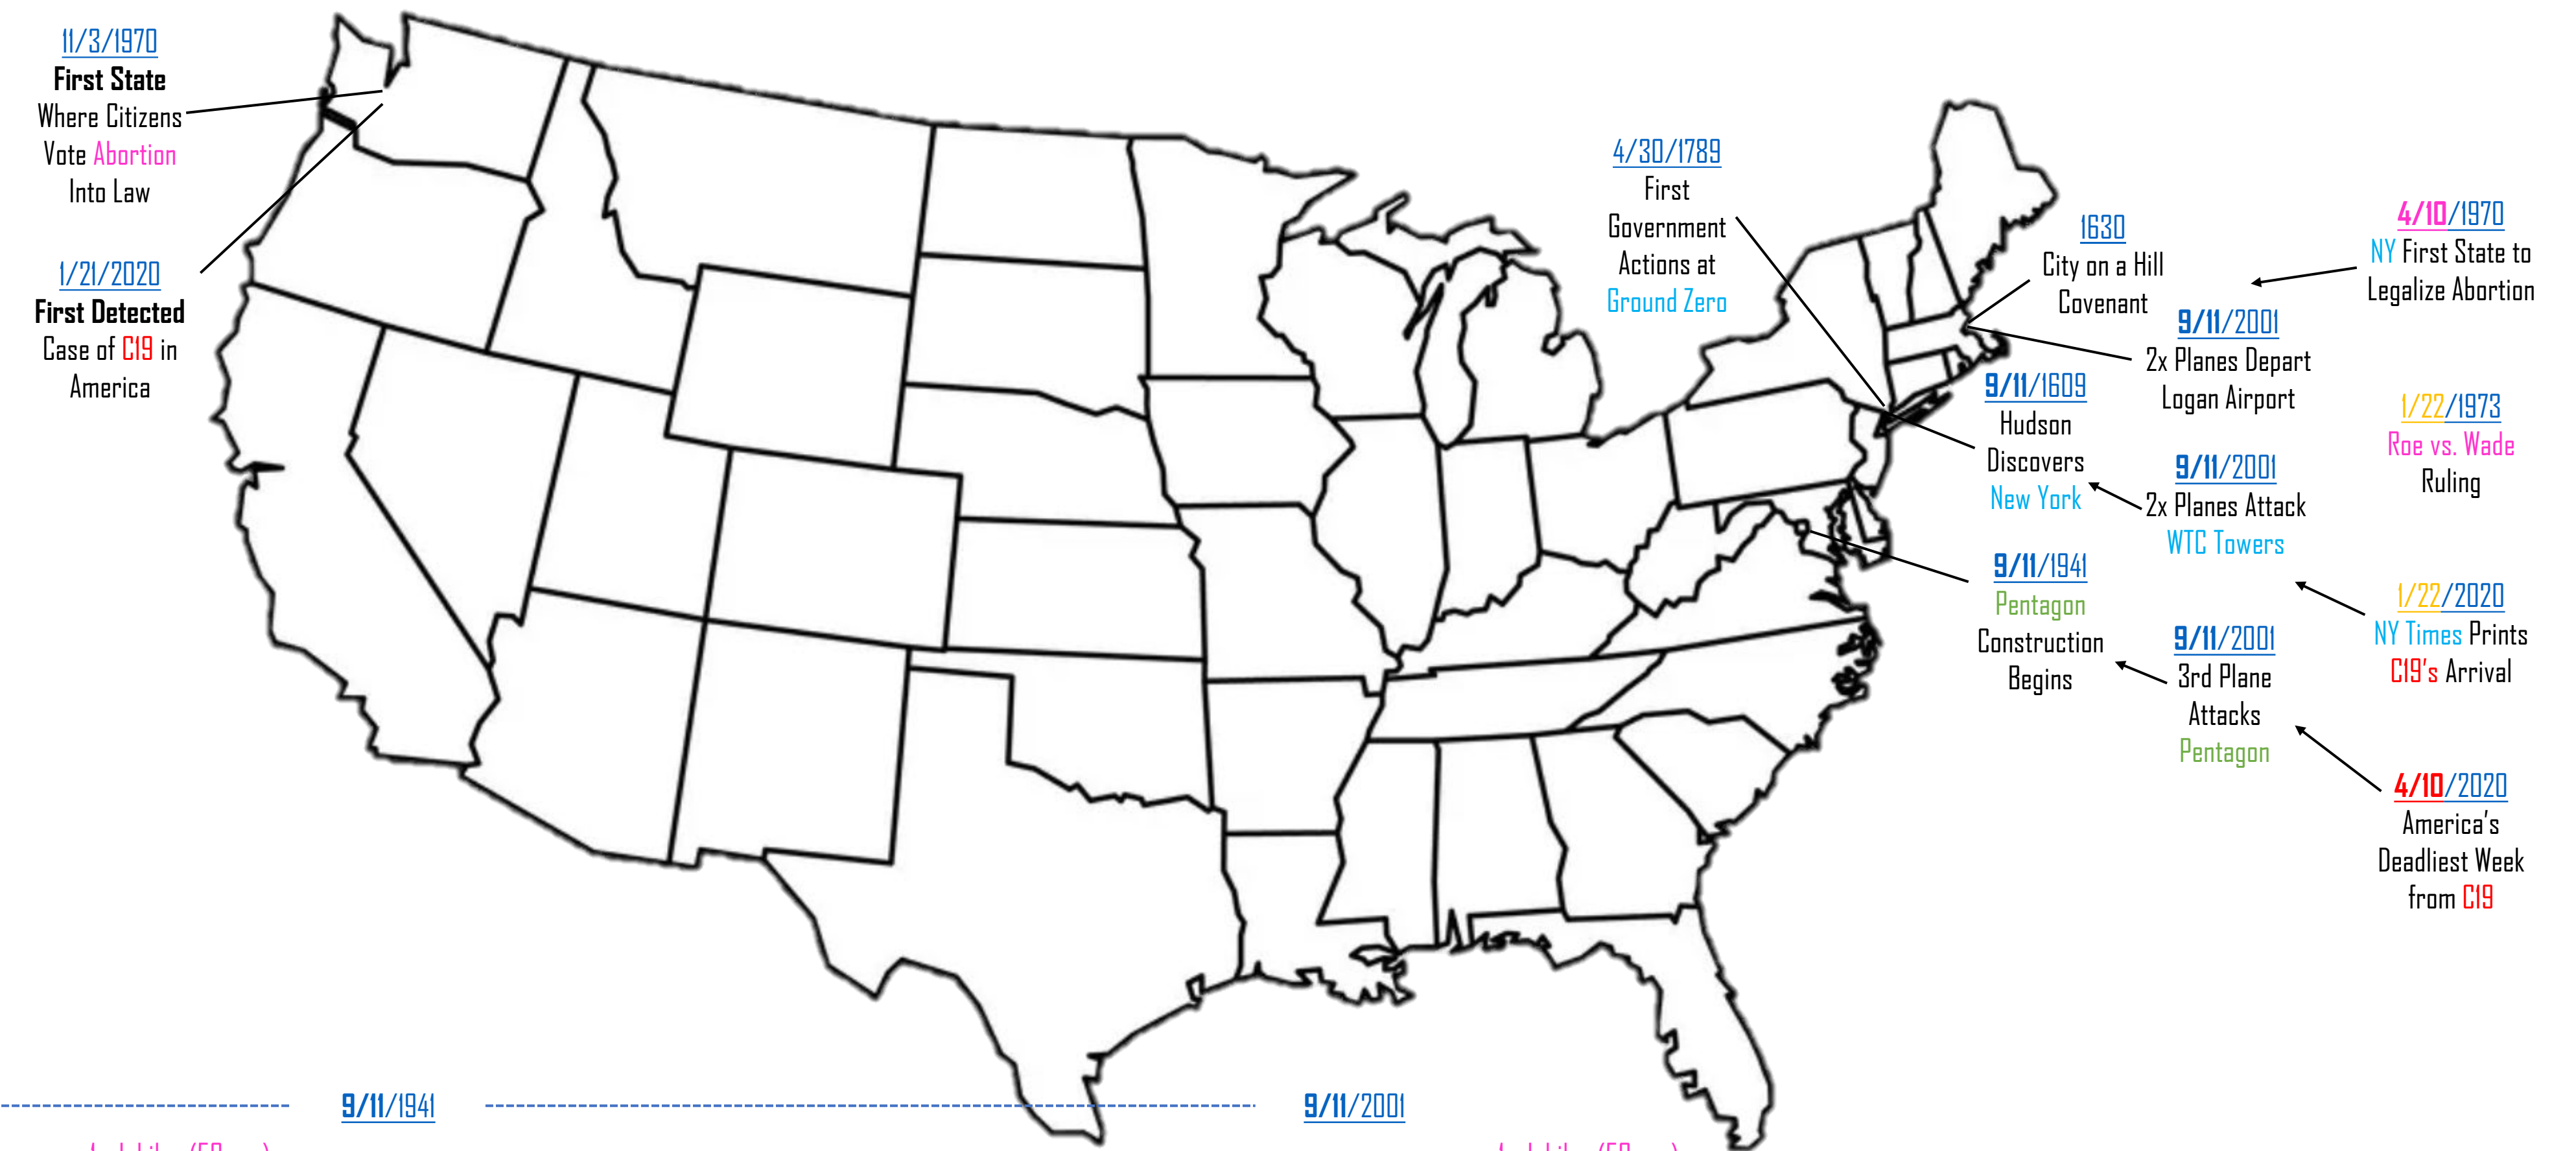 11/3/1970
First State
Where Citizens
Vote Abortion
Into Law
1/21/2020
First Detected
Case of C19 in
America
4/30/1789
First
Government
Actions at
Ground Zero
1630
City on a Hill
Covenant
9/11/2001
2x Planes Depart
Logan Airport
9/11/1609
Hudson
Discovers
New York
9/11/2001
2x Planes Attack
WTC Towers
9/11/1941
Pentagon
Construction
Begins
9/11/2001
3rd Plane
Attacks
Pentagon
4/10/1970
NY First State to
Legalize Abortion
1/22/1973
Roe vs. Wade
Ruling
1/22/2020
NY Times Prints
C19's Arrival
4/10/2020
America's
Deadliest Week
from C19
9/11/1941
9/11/2001